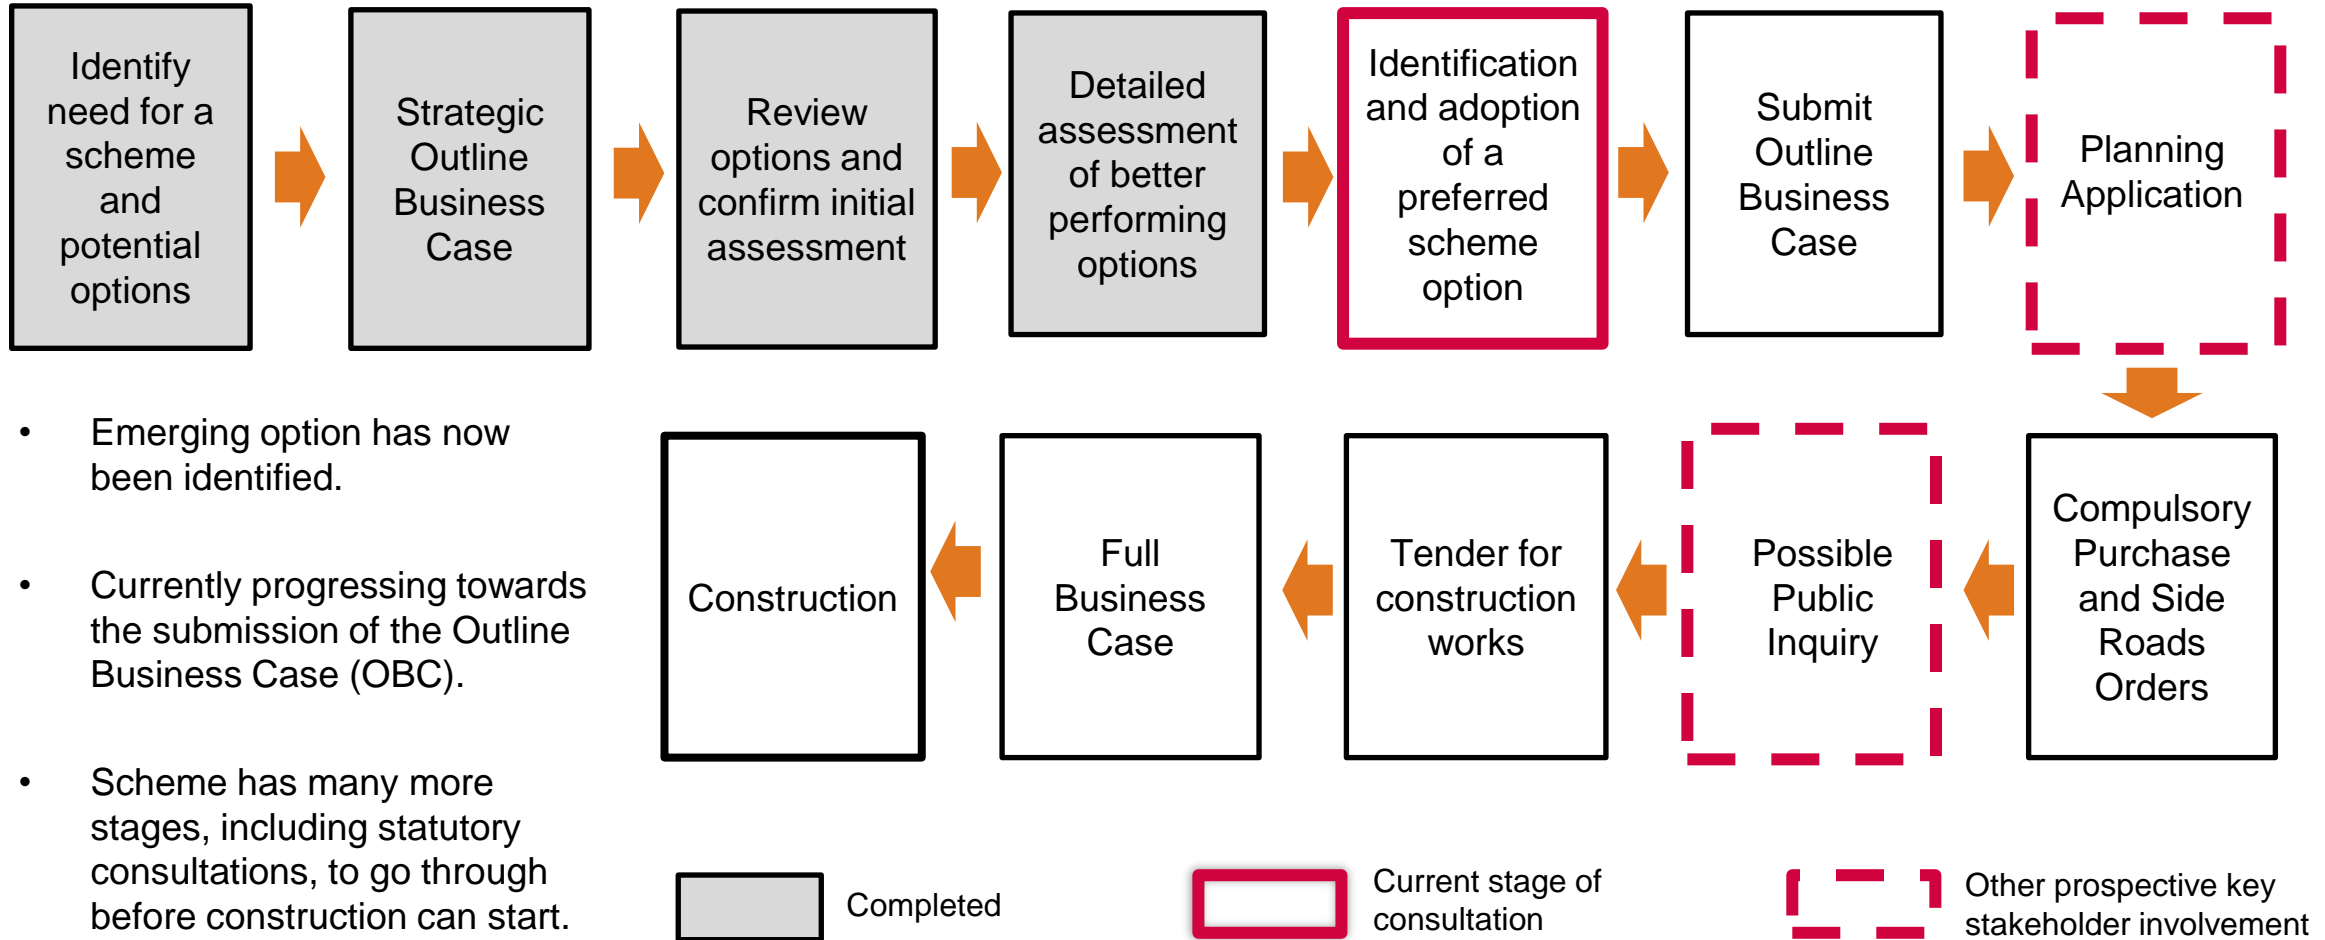 Identify
need for a
scheme
and
potential
options
Strategic
Outline
Business
Case
Review
options and
confirm initial
assessment
Detailed
assessment
of better
performing
options
Identification
and adoption
of a
preferred
scheme
option
Submit
Outline
Business
Case
Planning
Application
• Emerging option has now
been identified.
• Currently progressing towards
the submission of the Outline
Business Case (OBC).
• Scheme has many more
stages, including statutory
consultations, to go through
before construction can start.
Construction
Full
Business
Case
Tender for
construction
works
Possible
Public
Inquiry
Compulsory
Purchase
and Side
Roads
Orders
Completed
Current stage of
consultation
Other prospective key
stakeholder involvement